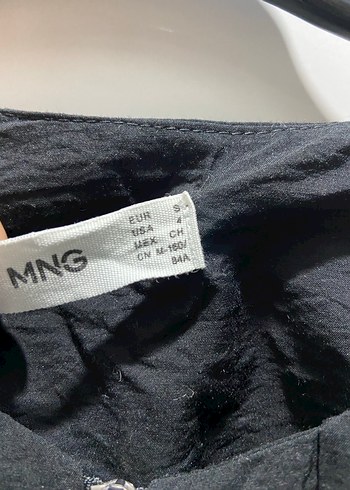 MNG
EUR S
USA 4
MEX CH
CN M-160/
84A